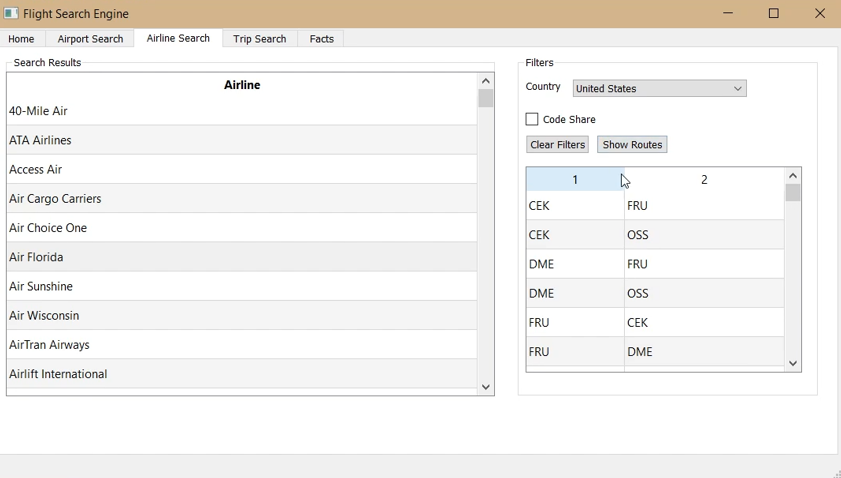 Flight Search Engine
Home Airport Search Airline Search Trip Search Facts
Search Results
Airline
40-Mile Air
ATA Airlines
Access Air
Air Cargo Carriers
Air Choice One
Air Florida
Air Sunshine
Air Wisconsin
AirTran Airways
Airlift International
Filters
Country United States
Code Share
Clear Filters Show Routes
1 2
CEK FRU
CEK OSS
DME FRU
DME OSS
FRU CEK
FRU DME